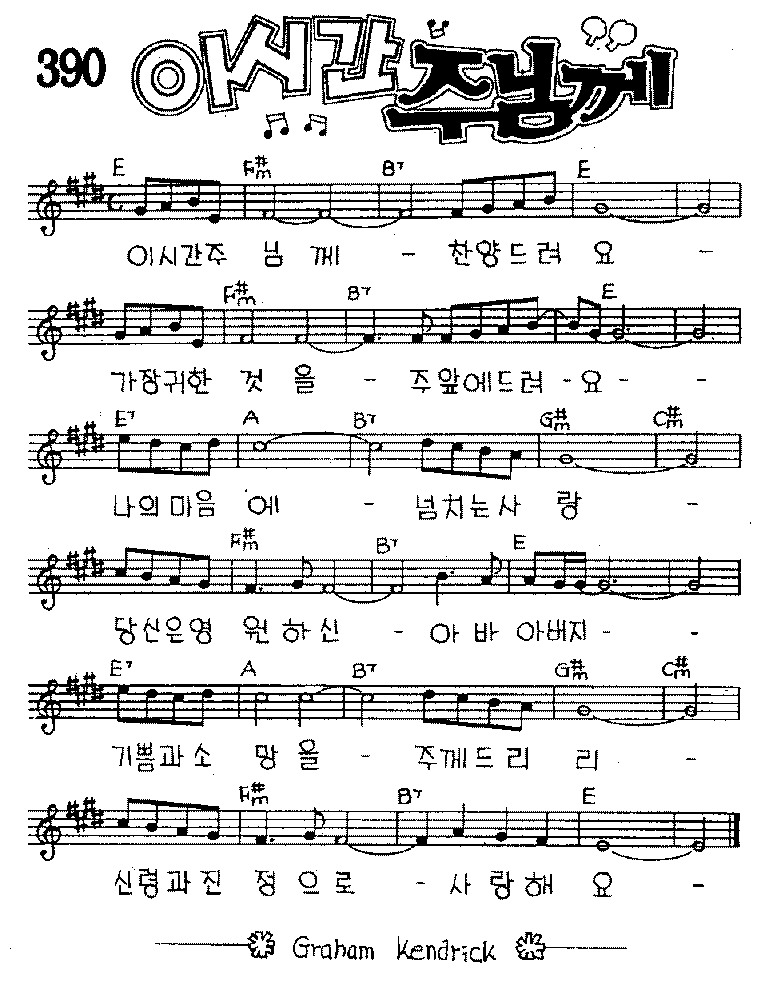 390 이시간 주님께
E F#m B7 E
이시간주 님 께 - 찬양드려 요 -
F#m B7 E
가장귀한 것 을 - 주앞에드려 - 요 - -
E7 A B7 G#m C#m
나의마음 에 - 넘치는사 랑 -
F#m B7 E
당신은영 원하신 - 아 바 아버지 - -
E7 A B7 G#m C#m
기쁨과소 망 을 - 주께드리 리 -
F#m B7 E
신령과진 정 으 로 - 사 랑해 요 -
Graham Kendrick